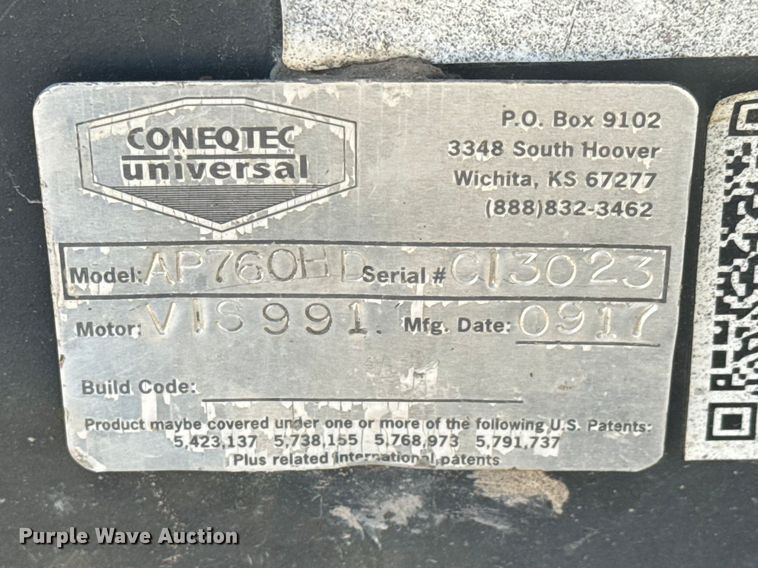 CONEQTEC
universal
P.O. Box 9102
3348 South Hoover
Wichita, KS 67277
(888)832-3462
Model: AP760HD Serial # C13023
Motor: VIS991. Mfg. Date: 0917
Build Code:
Product maybe covered under one or more of the following U.S. Patents:
5,423,137 5,738,155 5,768,973 5,791,737
Plus related international patents
Purple Wave Auction